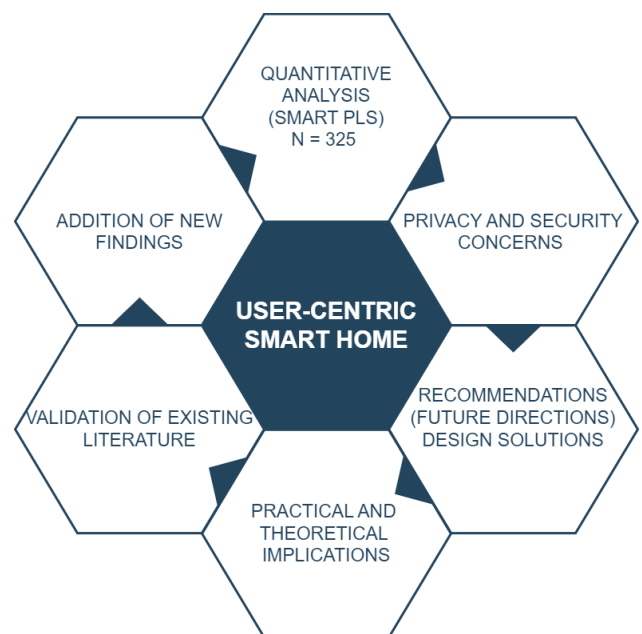 QUANTITATIVE
ANALYSIS
(SMART PLS)
N = 325
ADDITION OF NEW
FINDINGS
PRIVACY AND SECURITY
CONCERNS
USER-CENTRIC
SMART HOME
VALIDATION OF EXISTING
LITERATURE
RECOMMENDATIONS
(FUTURE DIRECTIONS)
DESIGN SOLUTIONS
PRACTICAL AND
THEORETICAL
IMPLICATIONS